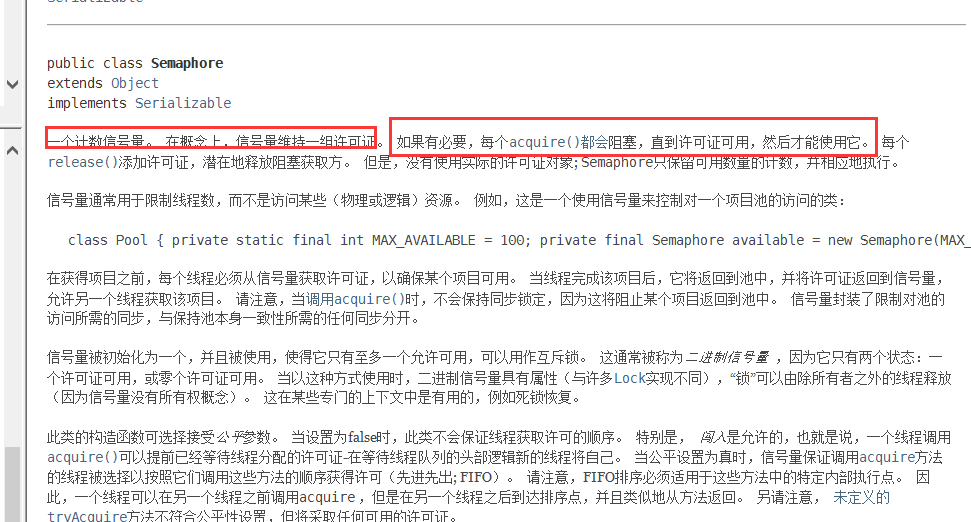 Serializable
public class Semaphore
extends Object
implements Serializable
一个计数信号量。 在概念上，信号量维持一组许可证。 如果有必要，每个acquire()都会阻塞，直到许可证可用，然后才能使用它。 每个
release()添加许可证，潜在地释放阻塞获取方。 但是，没有使用实际的许可证对象; Semaphore只保留可用数量的计数，并相应地执行。
信号量通常用于限制线程数，而不是访问某些（物理或逻辑）资源。 例如，这是一个使用信号量来控制对一个项目池的访问的类：
class Pool { private static final int MAX_AVAILABLE = 100; private final Semaphore available = new Semaphore(MAX_
在获得项目之前，每个线程必须从信号量获取许可证，以确保某个项目可用。 当线程完成该项目后，它将返回到池中，并将许可证返回到信号量，
允许另一个线程获取该项目。 请注意，当调用acquire()时，不会保持同步锁定，因为这将阻止某个项目返回到池中。 信号量封装了限制对池的
访问所需的同步，与保持池本身一致性所需的任何同步分开。
信号量被初始化为一个，并且被使用，使得它只有至多一个允许可用，可以用作互斥锁。 这通常被称为二进制信号量 ，因为它只有两个状态：一
个许可证可用，或零个许可证可用。 当以这种方式使用时，二进制信号量具有属性（与许多Lock实现不同），“锁”可以由除所有者之外的线程释放
（因为信号量没有所有权概念）。 这在某些专门的上下文中是有用的，例如死锁恢复。
此类的构造函数可选择接受公平参数。 当设置为false时，此类不会保证线程获取许可的顺序。 特别是， 闯入是允许的，也就是说，一个线程调用
acquire()可以提前已经等待线程分配的许可证-在等待线程队列的头部逻辑新的线程将自己。 当公平设置为真时，信号量保证调用acquire方法
的线程被选择以按照它们调用这些方法的顺序获得许可（先进先出; FIFO）。 请注意，FIFO排序必须适用于这些方法中的特定内部执行点。 因
此，一个线程可以在另一个线程之前调用acquire ，但是在另一个线程之后到达排序点，并且类似地从方法返回。 另请注意， 未定义的
tryAcquire方法不符合公平性设置，但将采取任何可用的许可证。